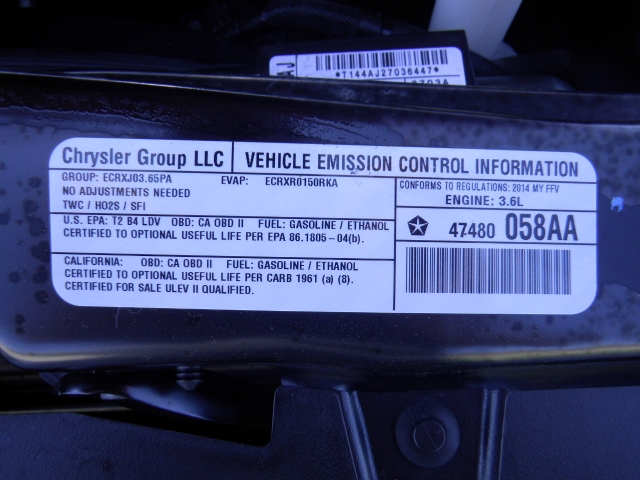 AJ
*T144AJ27036447*
Chrysler Group LLC
VEHICLE EMISSION CONTROL INFORMATION
GROUP: ECRXJ03.65PA EVAP: ECRXR0150RKA
NO ADJUSTMENTS NEEDED
TWC / HO2S / SFI
CONFORMS TO REGULATIONS: 2014 MY FFV
ENGINE: 3.6L
U.S. EPA: T2 B4 LDV OBD: CA OBD II FUEL: GASOLINE / ETHANOL
CERTIFIED TO OPTIONAL USEFUL LIFE PER EPA 86.1805-04(b).
47480 058AA
CALIFORNIA: OBD: CA OBD II FUEL: GASOLINE / ETHANOL
CERTIFIED TO OPTIONAL USEFUL LIFE PER CARB 1961 (a) (8).
CERTIFIED FOR SALE ULEV II QUALIFIED.